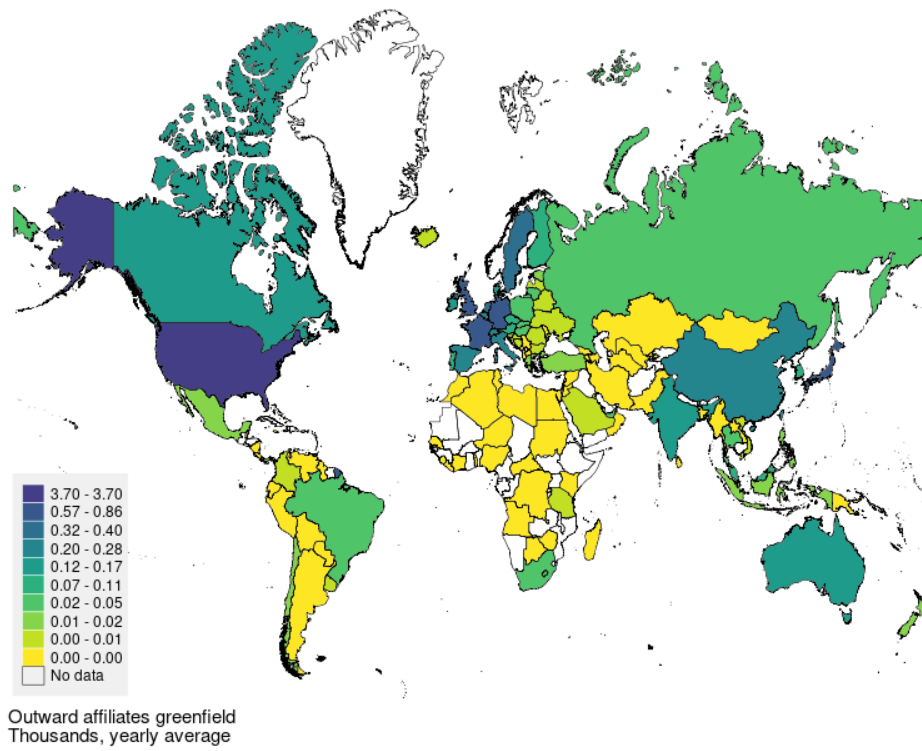 3.70 - 3.70
0.57 - 0.86
0.32 - 0.40
0.20 - 0.28
0.12 - 0.17
0.07 - 0.11
0.02 - 0.05
0.01 - 0.02
0.00 - 0.01
0.00 - 0.00
No data
Outward affiliates greenfield
Thousands, yearly average